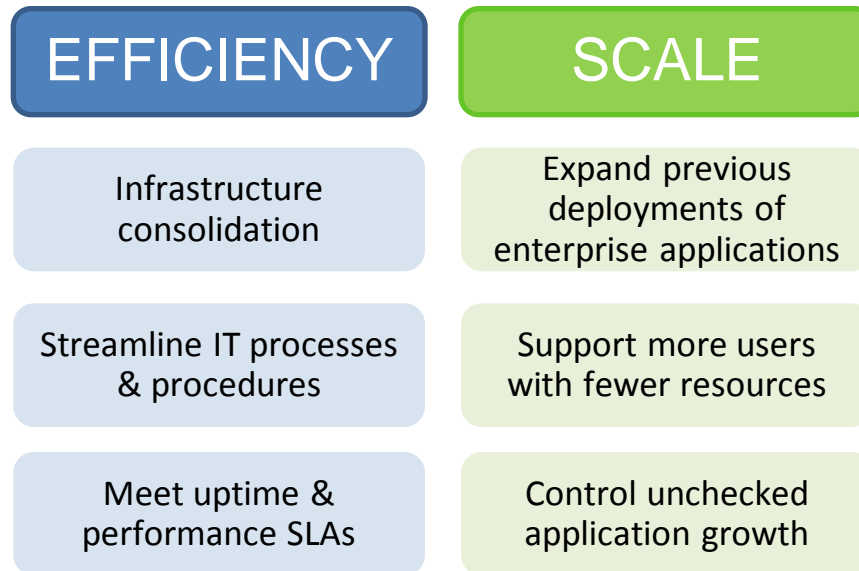 EFFICIENCY
Infrastructure
consolidation
Streamline IT processes
& procedures
Meet uptime &
performance SLAs
SCALE
Expand previous
deployments of
enterprise applications
Support more users
with fewer resources
Control unchecked
application growth